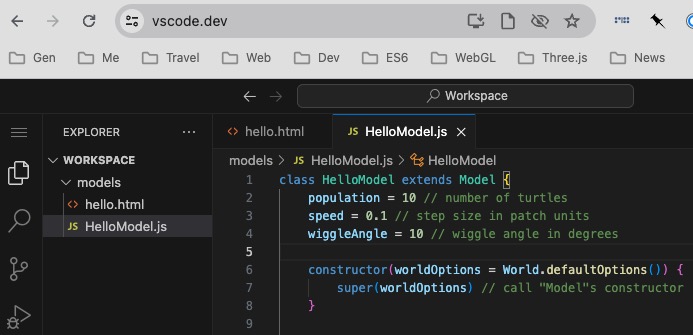 vscode.dev
Gen Me Travel Web Dev ES6 WebGL Three.js News
Workspace
EXPLORER ··· <> hello.html JS HelloModel.js ×
WORKSPACE
models
<> hello.html
JS HelloModel.js
models > JS HelloModel.js > HelloModel
1 class HelloModel extends Model {
2 population = 10 // number of turtles
3 speed = 0.1 // step size in patch units
4 wiggleAngle = 10 // wiggle angle in degrees
5
6 constructor(worldOptions = World.defaultOptions()) {
7 super(worldOptions) // call "Model"s constructor
8 }
9